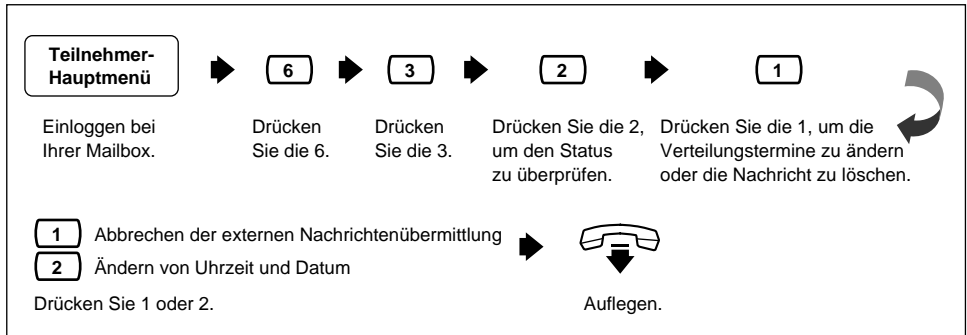 Teilnehmer-
Hauptmenü
6
3
2
1
Einloggen bei
Ihrer Mailbox.
Drücken
Sie die 6.
Drücken
Sie die 3.
Drücken Sie die 2,
um den Status
zu überprüfen.
Drücken Sie die 1, um die
Verteilungstermine zu ändern
oder die Nachricht zu löschen.
1 Abbrechen der externen Nachrichtenübermittlung
2 Ändern von Uhrzeit und Datum
Drücken Sie 1 oder 2.
Auflegen.